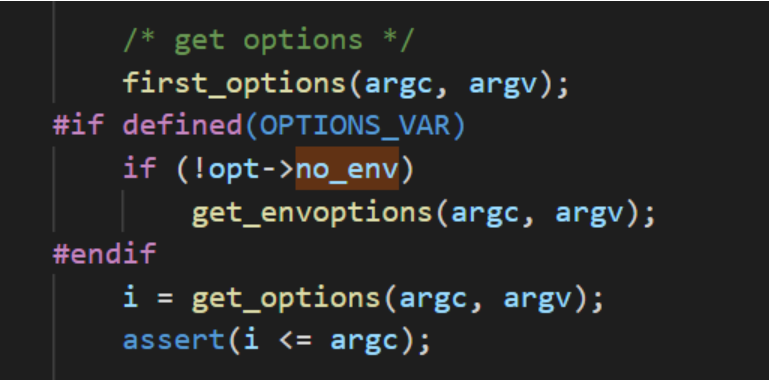 /* get options */
first_options(argc, argv);
#if defined(OPTIONS_VAR)
if (!opt->no_env)
get_envoptions(argc, argv);
#endif
i = get_options(argc, argv);
assert(i <= argc);